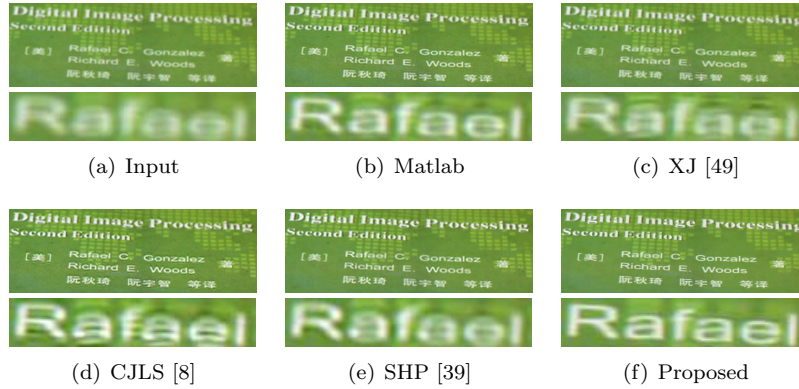 Digital Image Processing
Second Edition
[美] Rafael C. Gonzalez 著
Richard E. Woods
阮秋琦 阮宇智 等译
Rafael
(a) Input
Digital Image Processing
Second Edition
[美] Rafael C. Gonzalez 著
Richard E. Woods
阮秋琦 阮宇智 等译
Rafael
(b) Matlab
Digital Image Processing
Second Edition
[美] Rafael C. Gonzalez 著
Richard E. Woods
阮秋琦 阮宇智 等译
Rafael
(c) XJ [49]
Digital Image Processing
Second Edition
[美] Rafael C. Gonzalez 著
Richard E. Woods
阮秋琦 阮宇智 等译
Rafael
(d) CJLS [8]
Digital Image Processing
Second Edition
[美] Rafael C. Gonzalez 著
Richard E. Woods
阮秋琦 阮宇智 等译
Rafael
(e) SHP [39]
Digital Image Processing
Second Edition
[美] Rafael C. Gonzalez 著
Richard E. Woods
阮秋琦 阮宇智 等译
Rafael
(f) Proposed